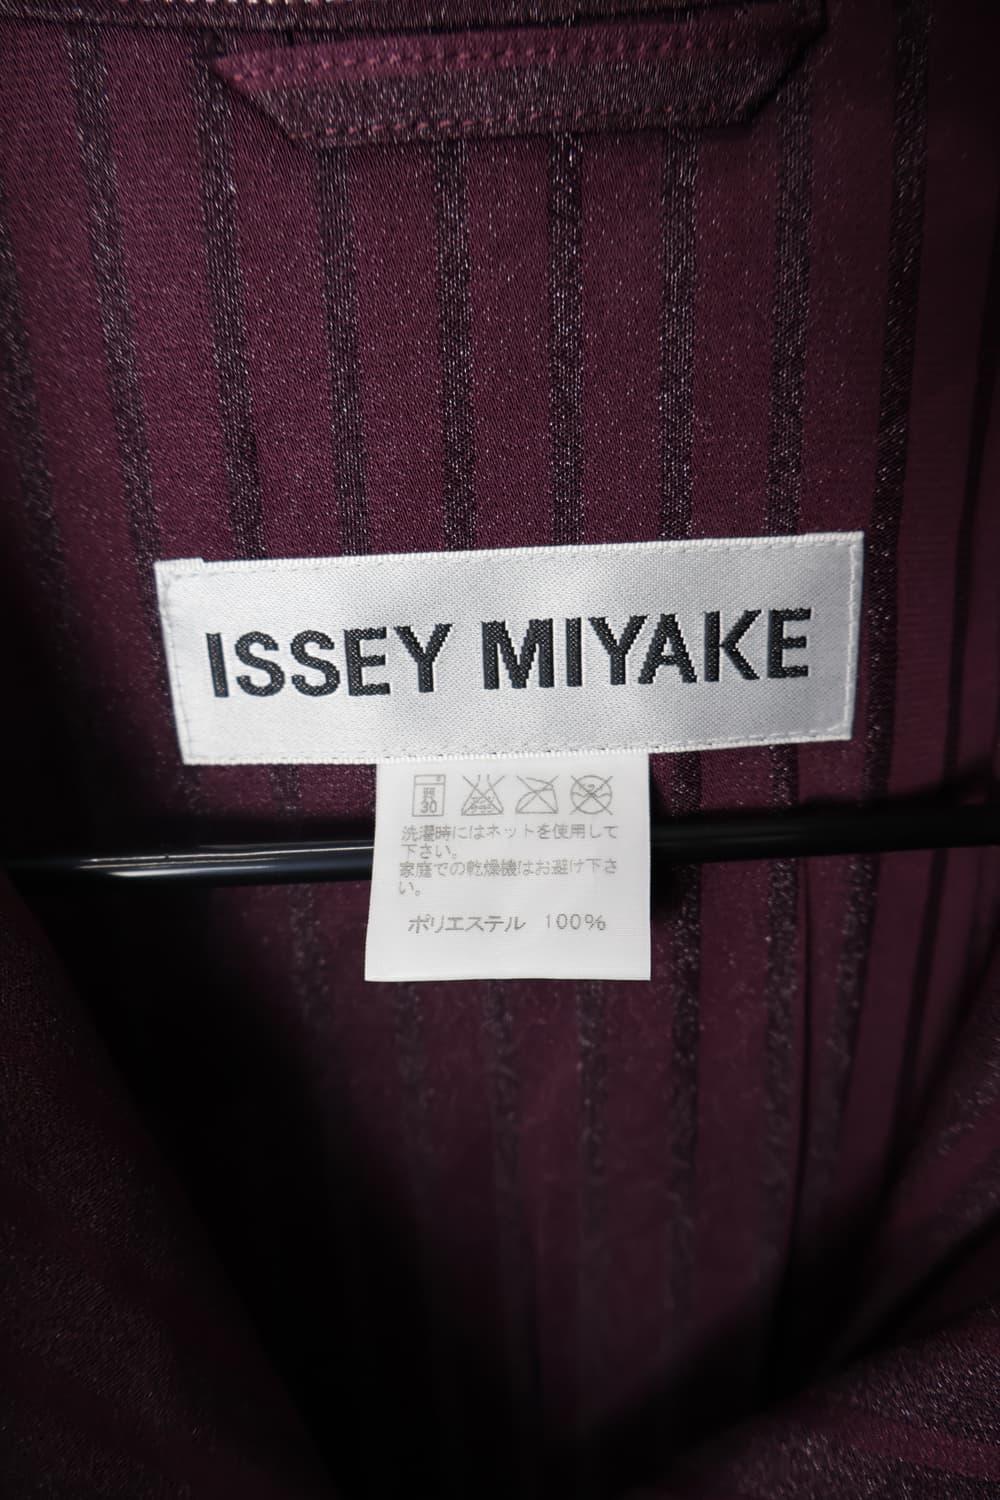 ISSEY MIYAKE
弱
30
洗濯時にはネットを使用して
下さい。
家庭での乾燥機はお避け下さ
い。
ポリエステル 100%